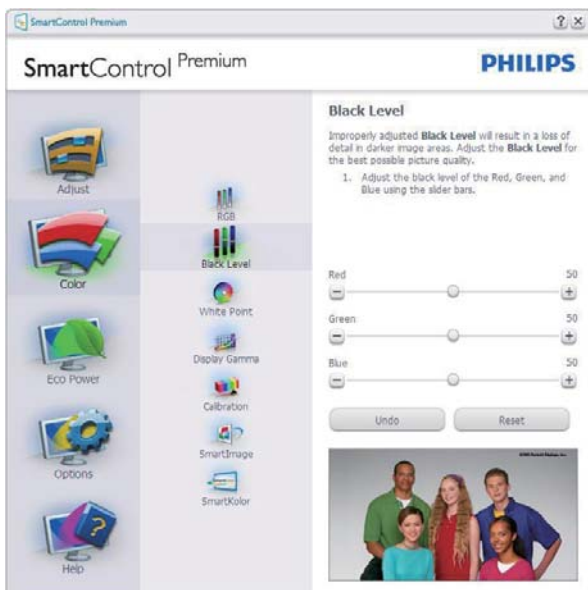 SmartControl Premium
SmartControl Premium
PHILIPS
Adjust
Color
Eco Power
Options
Help
RGB
Black Level
White Point
Display Gamma
Calibration
SmartImage
SmartKolor
Black Level
Improperly adjusted Black Level will result in a loss of
detail in darker image areas. Adjust the Black Level for
the best possible picture quality.
1. Adjust the black level of the Red, Green, and
Blue using the slider bars.
Red 50
Green 50
Blue 50
Undo Reset